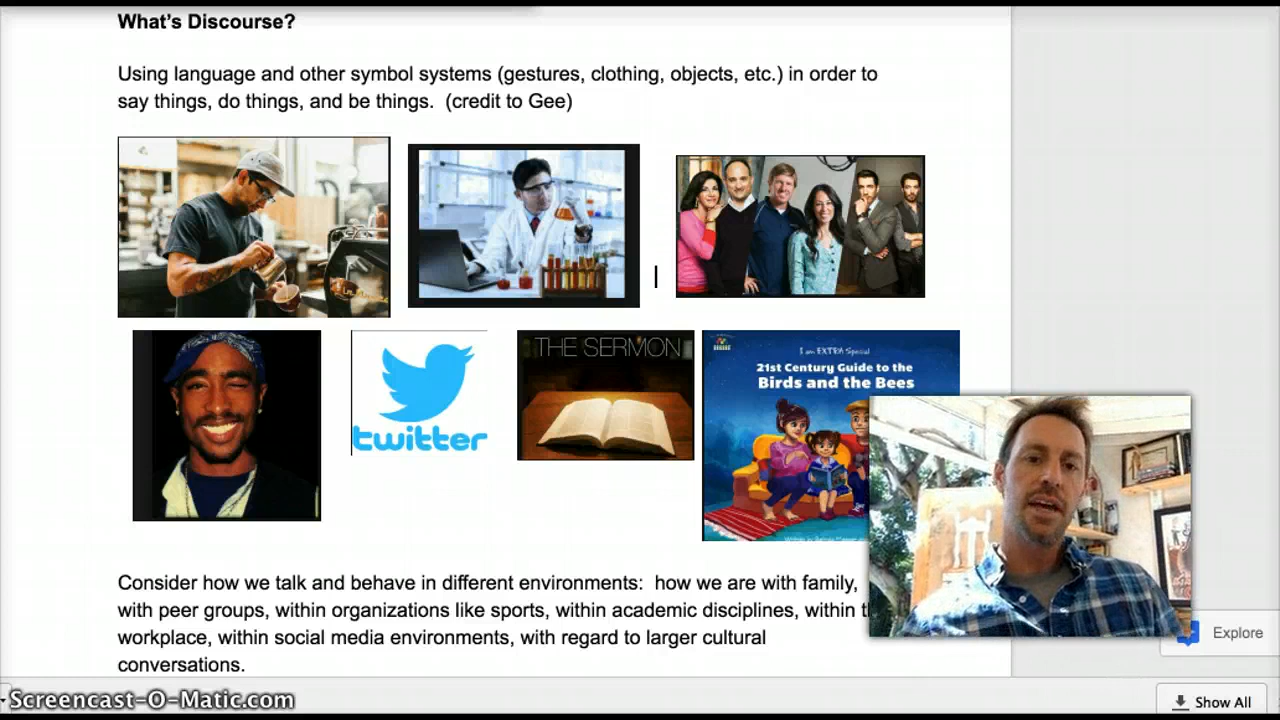 What's Discourse?
Using language and other symbol systems (gestures, clothing, objects, etc.) in order to
say things, do things, and be things.  (credit to Gee)
THE SERMON
I am EXTRA Special
21st Century Guide to the
Birds and the Bees
twitter
Consider how we talk and behave in different environments:  how we are with family,
with peer groups, within organizations like sports, within academic disciplines, within
workplace, within social media environments, with regard to larger cultural
conversations.
Explore
Screencast-O-Matic.com
Show All